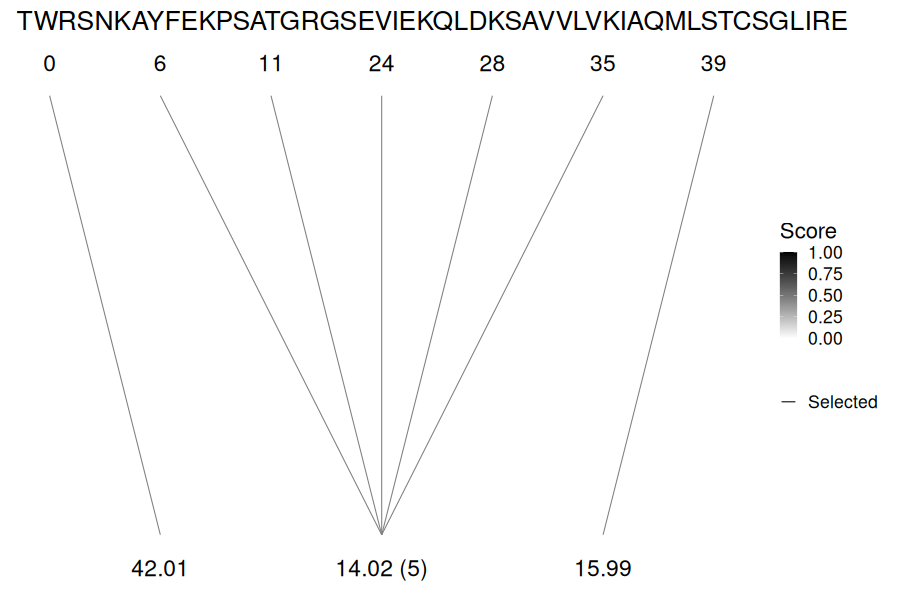 TWRSNKAYFEKPSATGRGSEVIEKQLDKSAVVLVKIAQMLSTCSGLIRE
0 6 11 24 28 35 39
Score
1.00
0.75
0.50
0.25
0.00
Selected
42.01 14.02 (5) 15.99